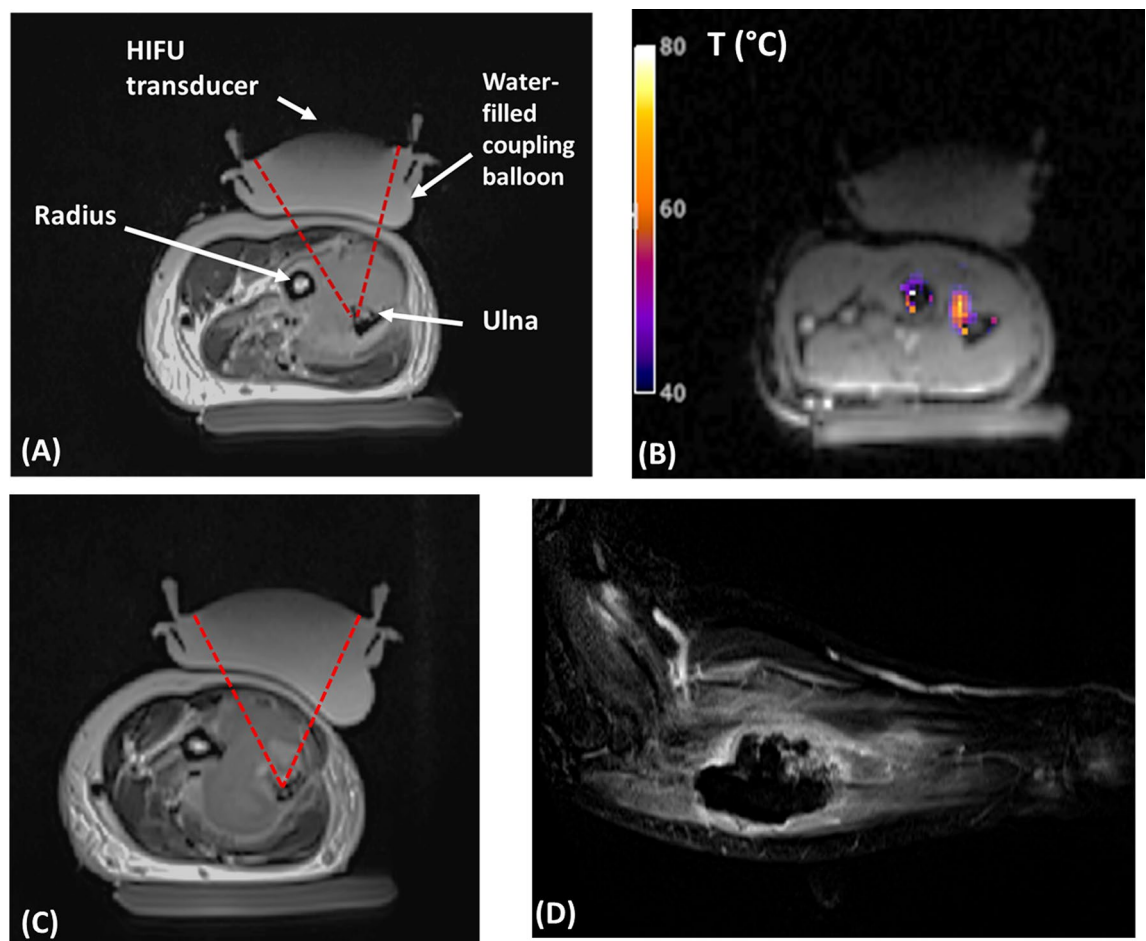 HIFU
transducer
Water-
filled
coupling
balloon
Radius
Ulna
(A)
80
T (°C)
60
40
(B)
(C)
(D)